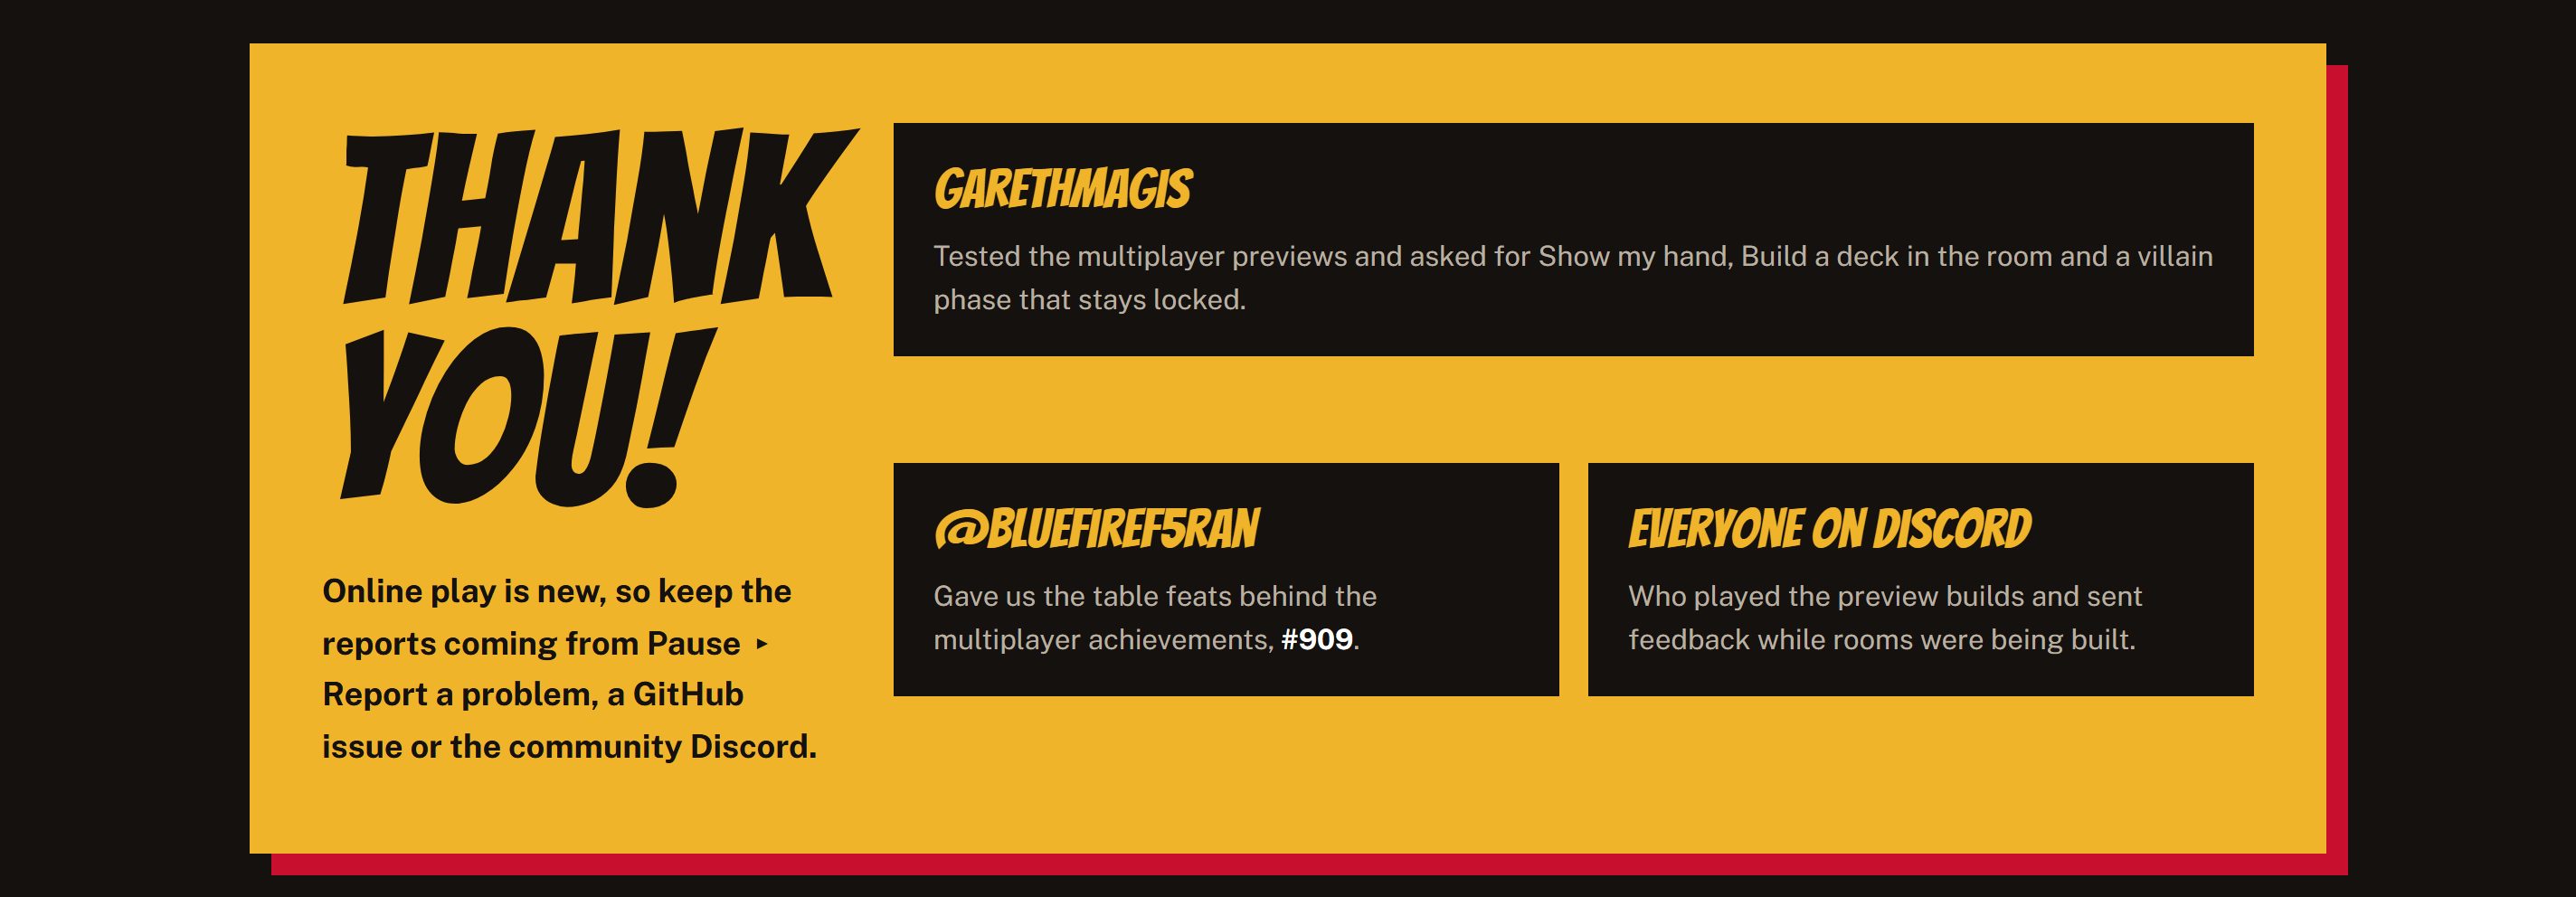 THANK
YOU!
Online play is new, so keep the
reports coming from Pause ▸
Report a problem, a GitHub
issue or the community Discord.
GARETHMAGIS
Tested the multiplayer previews and asked for Show my hand, Build a deck in the room and a villain
phase that stays locked.
@BLUEFIREF5RAN
Gave us the table feats behind the
multiplayer achievements, #909.
EVERYONE ON DISCORD
Who played the preview builds and sent
feedback while rooms were being built.